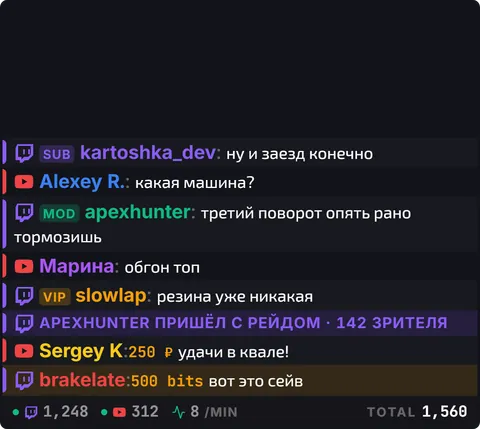 SUB kartoshka_dev: ну и заезд конечно
Alexey R.: какая машина?
MOD apexhunter: третий поворот опять рано
тормозишь
Марина: обгон топ
VIP slowlap: резина уже никакая
APEXHUNTER ПРИШЁЛ С РЕЙДОМ · 142 ЗРИТЕЛЯ
Sergey K:250 ₽ удачи в квале!
brakelate:500 bits вот это сейв
1,248 312 8 /MIN TOTAL 1,560